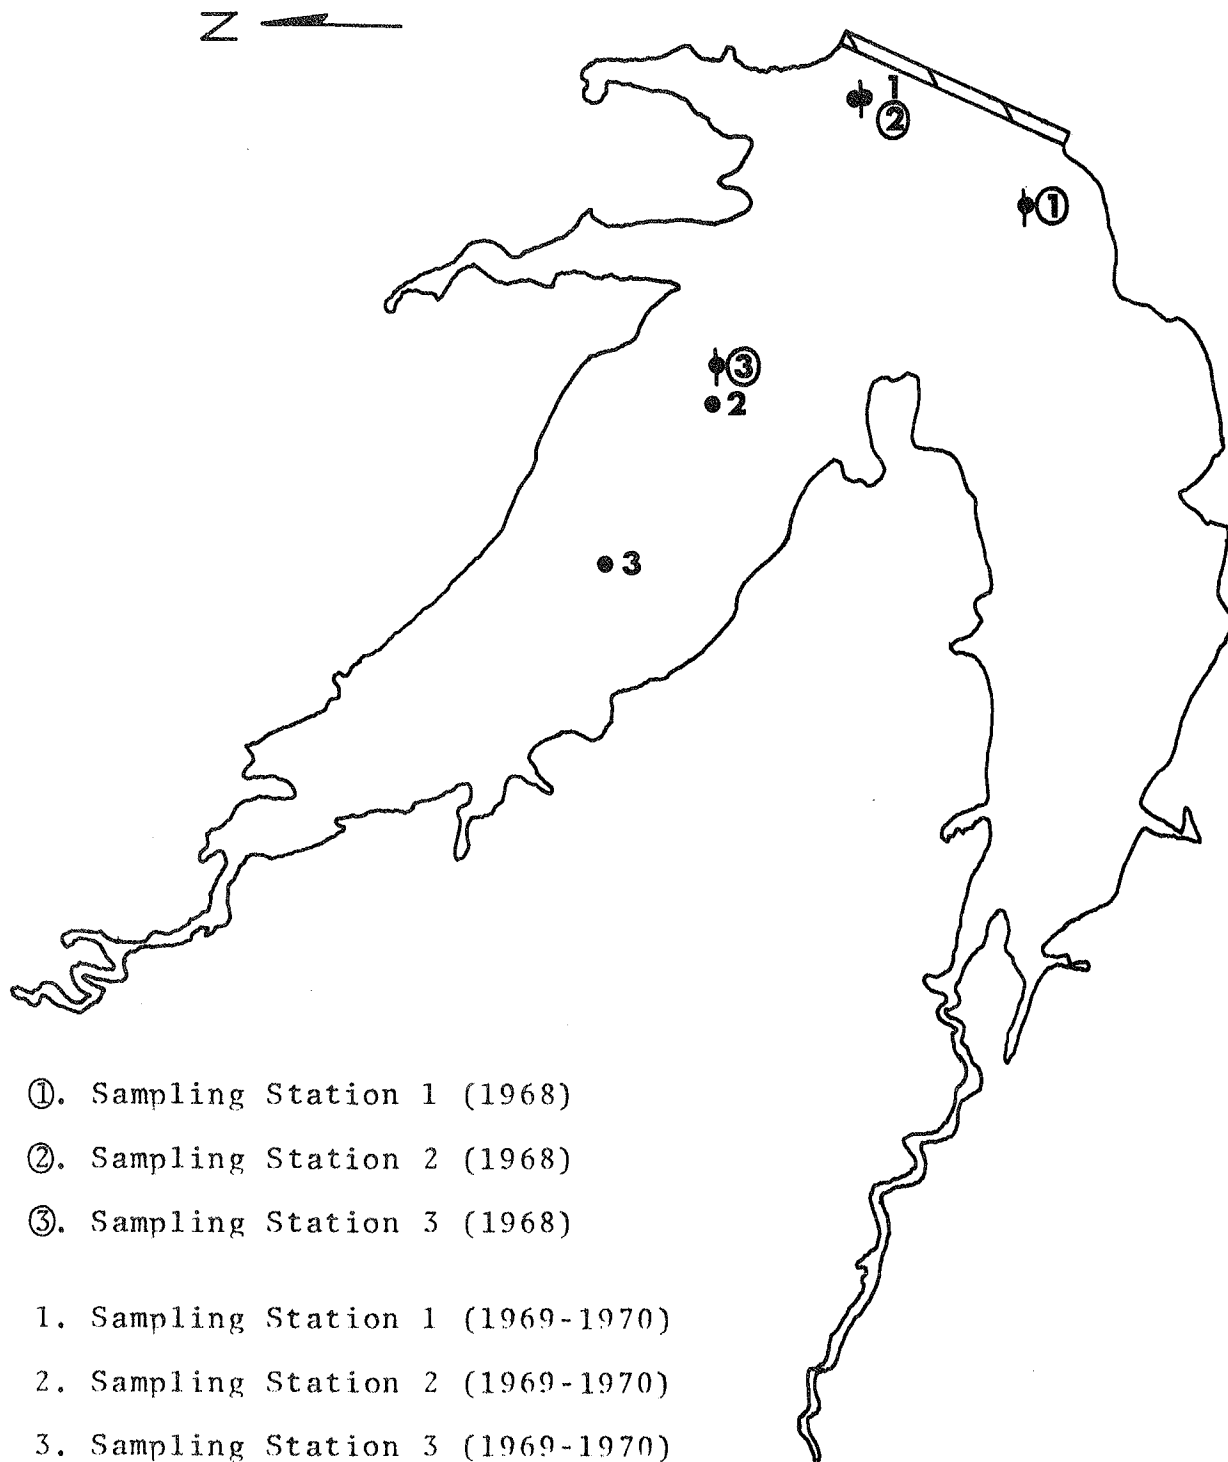 N
1
②
①
③
2
3
①. Sampling Station 1 (1968)
②. Sampling Station 2 (1968)
③. Sampling Station 3 (1968)
1. Sampling Station 1 (1969-1970)
2. Sampling Station 2 (1969-1970)
3. Sampling Station 3 (1969-1970)